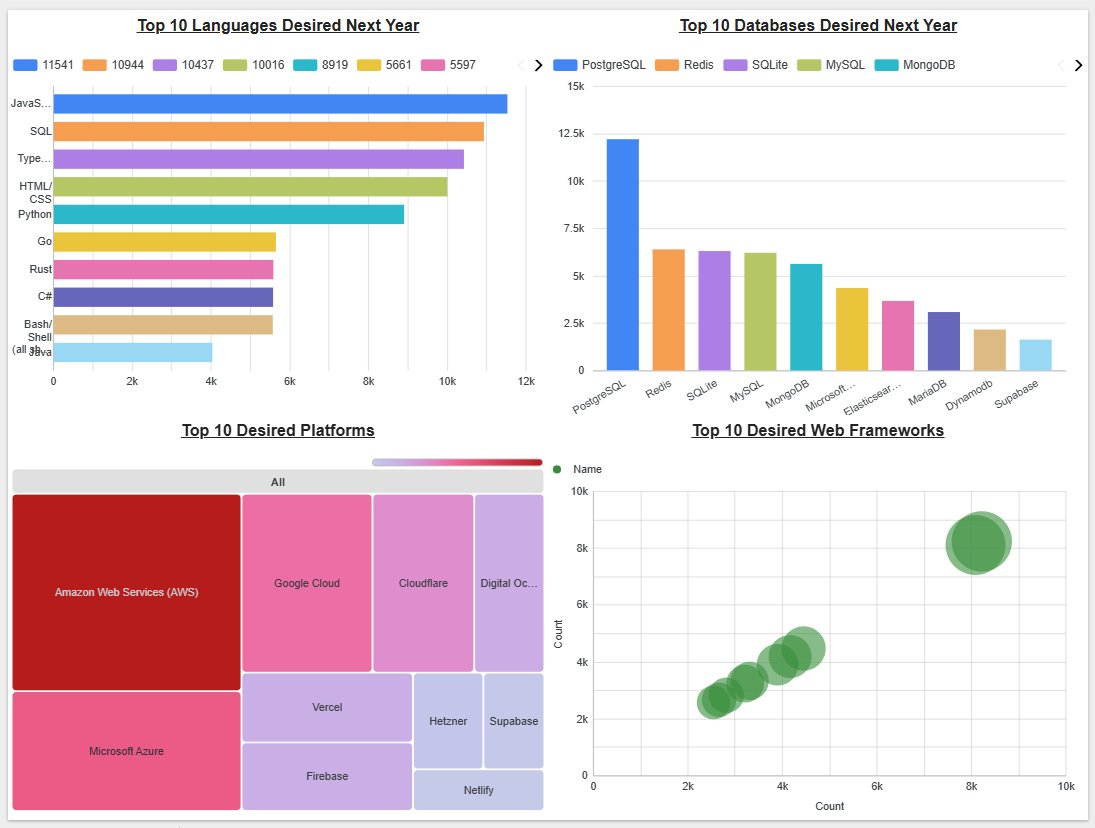 Top 10 Languages Desired Next Year
11541 10944 10437 10016 8919 5661 5597
JavaS...
SQL
Type...
HTML/
CSS
Python
Go
Rust
C#
Bash/
Shell
(all sh...
Java
0 2k 4k 6k 8k 10k 12k
Top 10 Databases Desired Next Year
PostgreSQL Redis SQLite MySQL MongoDB
15k
12.5k
10k
7.5k
5k
2.5k
0
PostgreSQL Redis SQLite MySQL MongoDB Microsoft... Elasticsear... MariaDB Dynamodb Supabase
Top 10 Desired Platforms
All
Amazon Web Services (AWS)
Google Cloud
Cloudflare
Digital Oc...
Microsoft Azure
Vercel
Hetzner
Supabase
Firebase
Netlify
Top 10 Desired Web Frameworks
Name
10k
8k
6k
4k
2k
0
Count
0 2k 4k 6k 8k 10k
Count